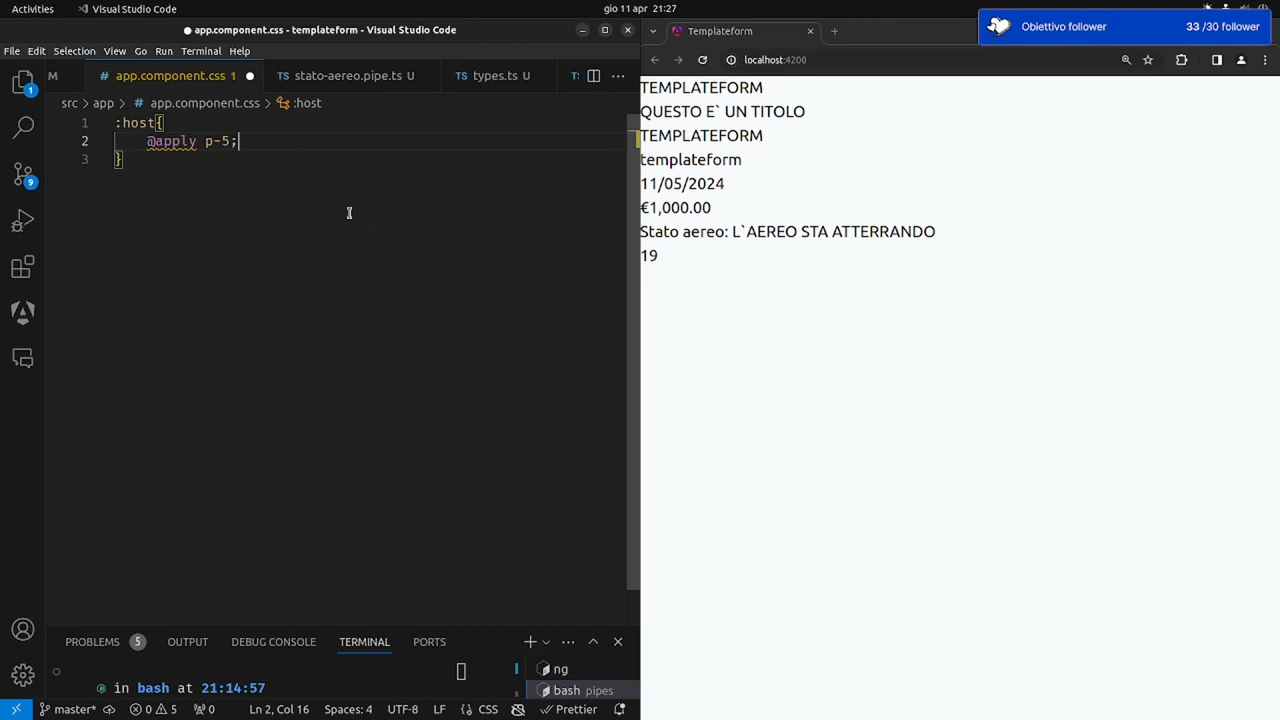 Activities
Visual Studio Code
gio 11 apr 21:27
app.component.css - templateform - Visual Studio Code
File Edit Selection View Go Run Terminal Help
M
# app.component.css 1
TS stato-aereo.pipe.ts U
TS types.ts U
src > app > # app.component.css > :host
1 :host{
2 @apply p-5;
3 }
PROBLEMS 5 OUTPUT DEBUG CONSOLE TERMINAL PORTS
in bash at 21:14:57
ng
bash pipes
1
9
master* 0 5 0 Ln 2, Col 16 Spaces: 4 UTF-8 LF {} CSS Prettier
Templateform
Obiettivo follower 33 /30 follower
localhost:4200
TEMPLATEFORM
QUESTO E` UN TITOLO
TEMPLATEFORM
templateform
11/05/2024
€1,000.00
Stato aereo: L`AEREO STA ATTERRANDO
19